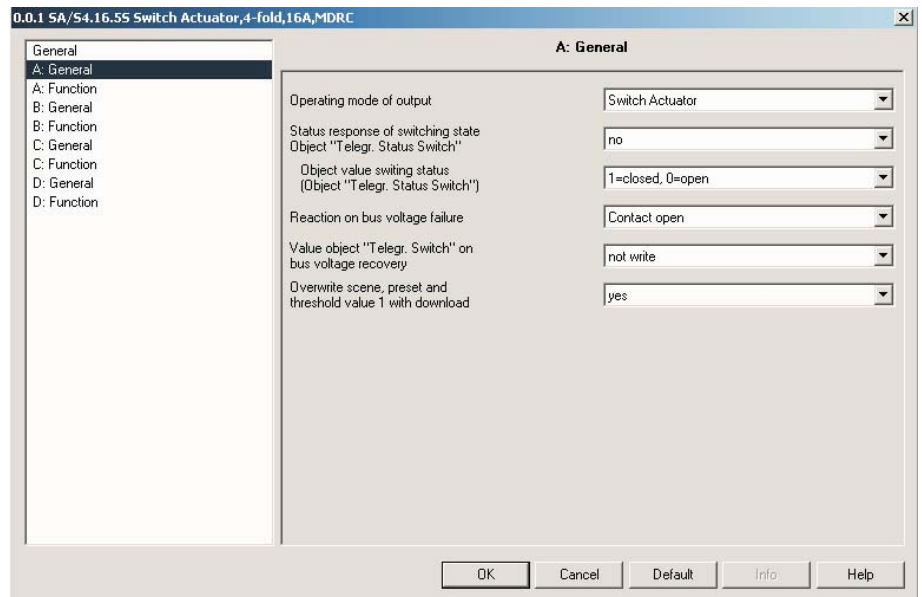 0.0.1 SA/S4.16.5S Switch Actuator,4-fold,16A,MDRC
General
A: General
A: Function
B: General
B: Function
C: General
C: Function
D: General
D: Function
A: General
Operating mode of output
Switch Actuator
Status response of switching state
Object "Telegr. Status Switch"
no
Object value switing status
(Object "Telegr. Status Switch")
1=closed, 0=open
Reaction on bus voltage failure
Contact open
Value object "Telegr. Switch" on
bus voltage recovery
not write
Overwrite scene, preset and
threshold value 1 with download
yes
OK
Cancel
Default
Info
Help